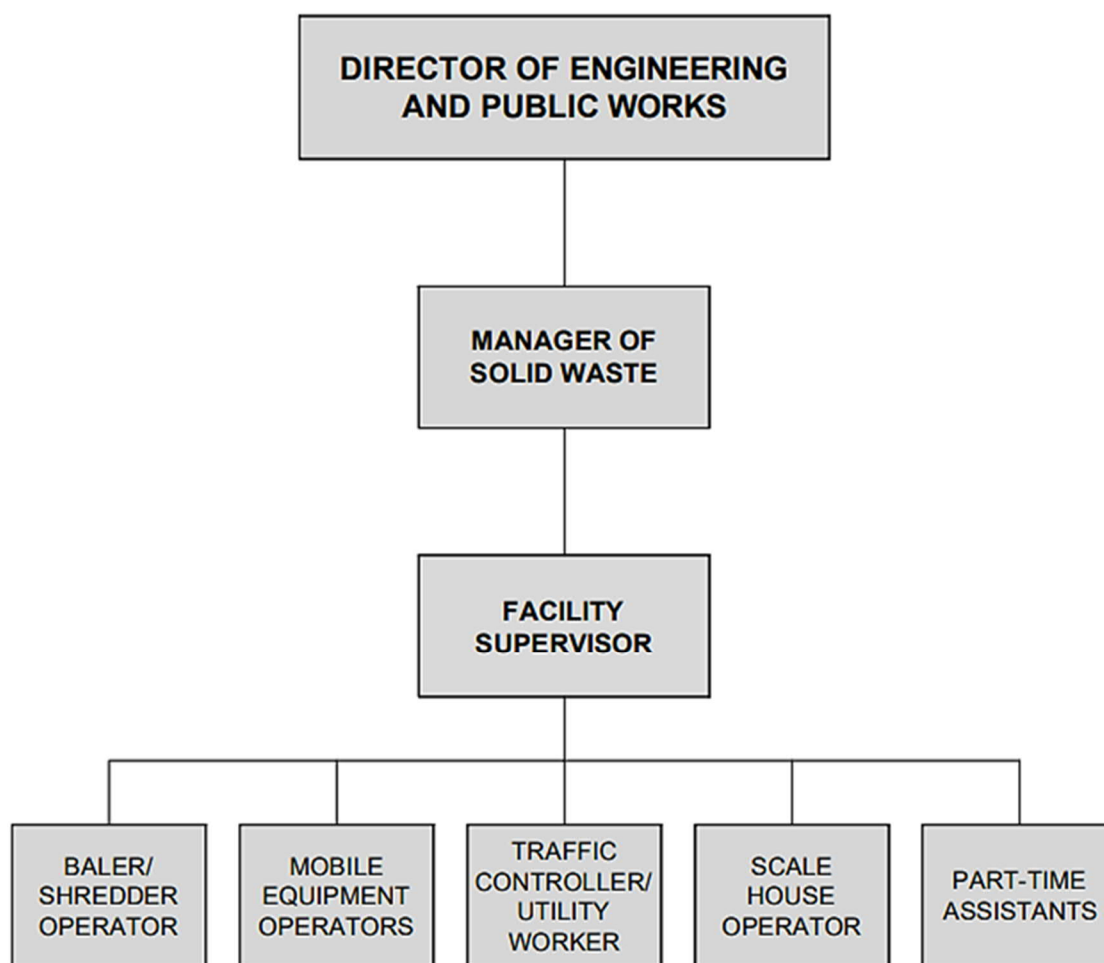 DIRECTOR OF ENGINEERING
AND PUBLIC WORKS
MANAGER OF
SOLID WASTE
FACILITY
SUPERVISOR
BALER/
SHREDDER
OPERATOR
MOBILE
EQUIPMENT
OPERATORS
TRAFFIC
CONTROLLER/
UTILITY
WORKER
SCALE
HOUSE
OPERATOR
PART-TIME
ASSISTANTS